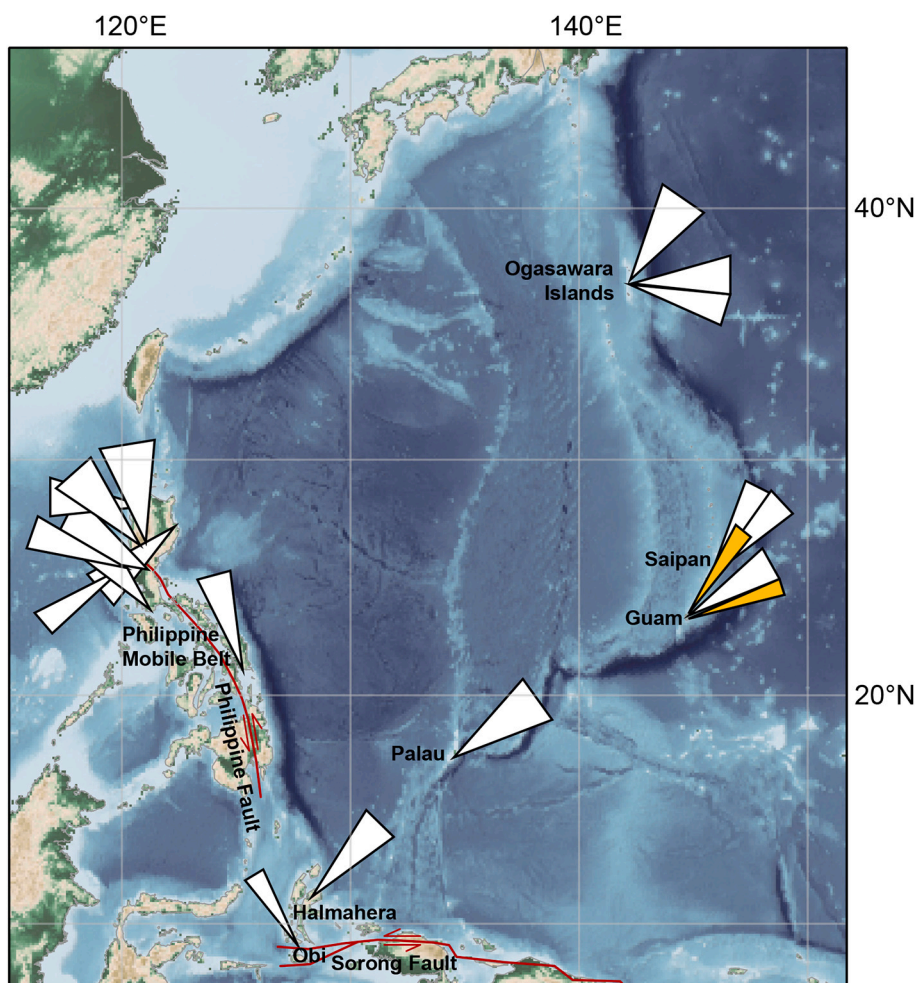 120°E
140°E
40°N
Ogasawara
Islands
Saipan
Guam
Philippine
Mobile Belt
20°N
Philippine Fault
Palau
Halmahera
Obi
Sorong Fault